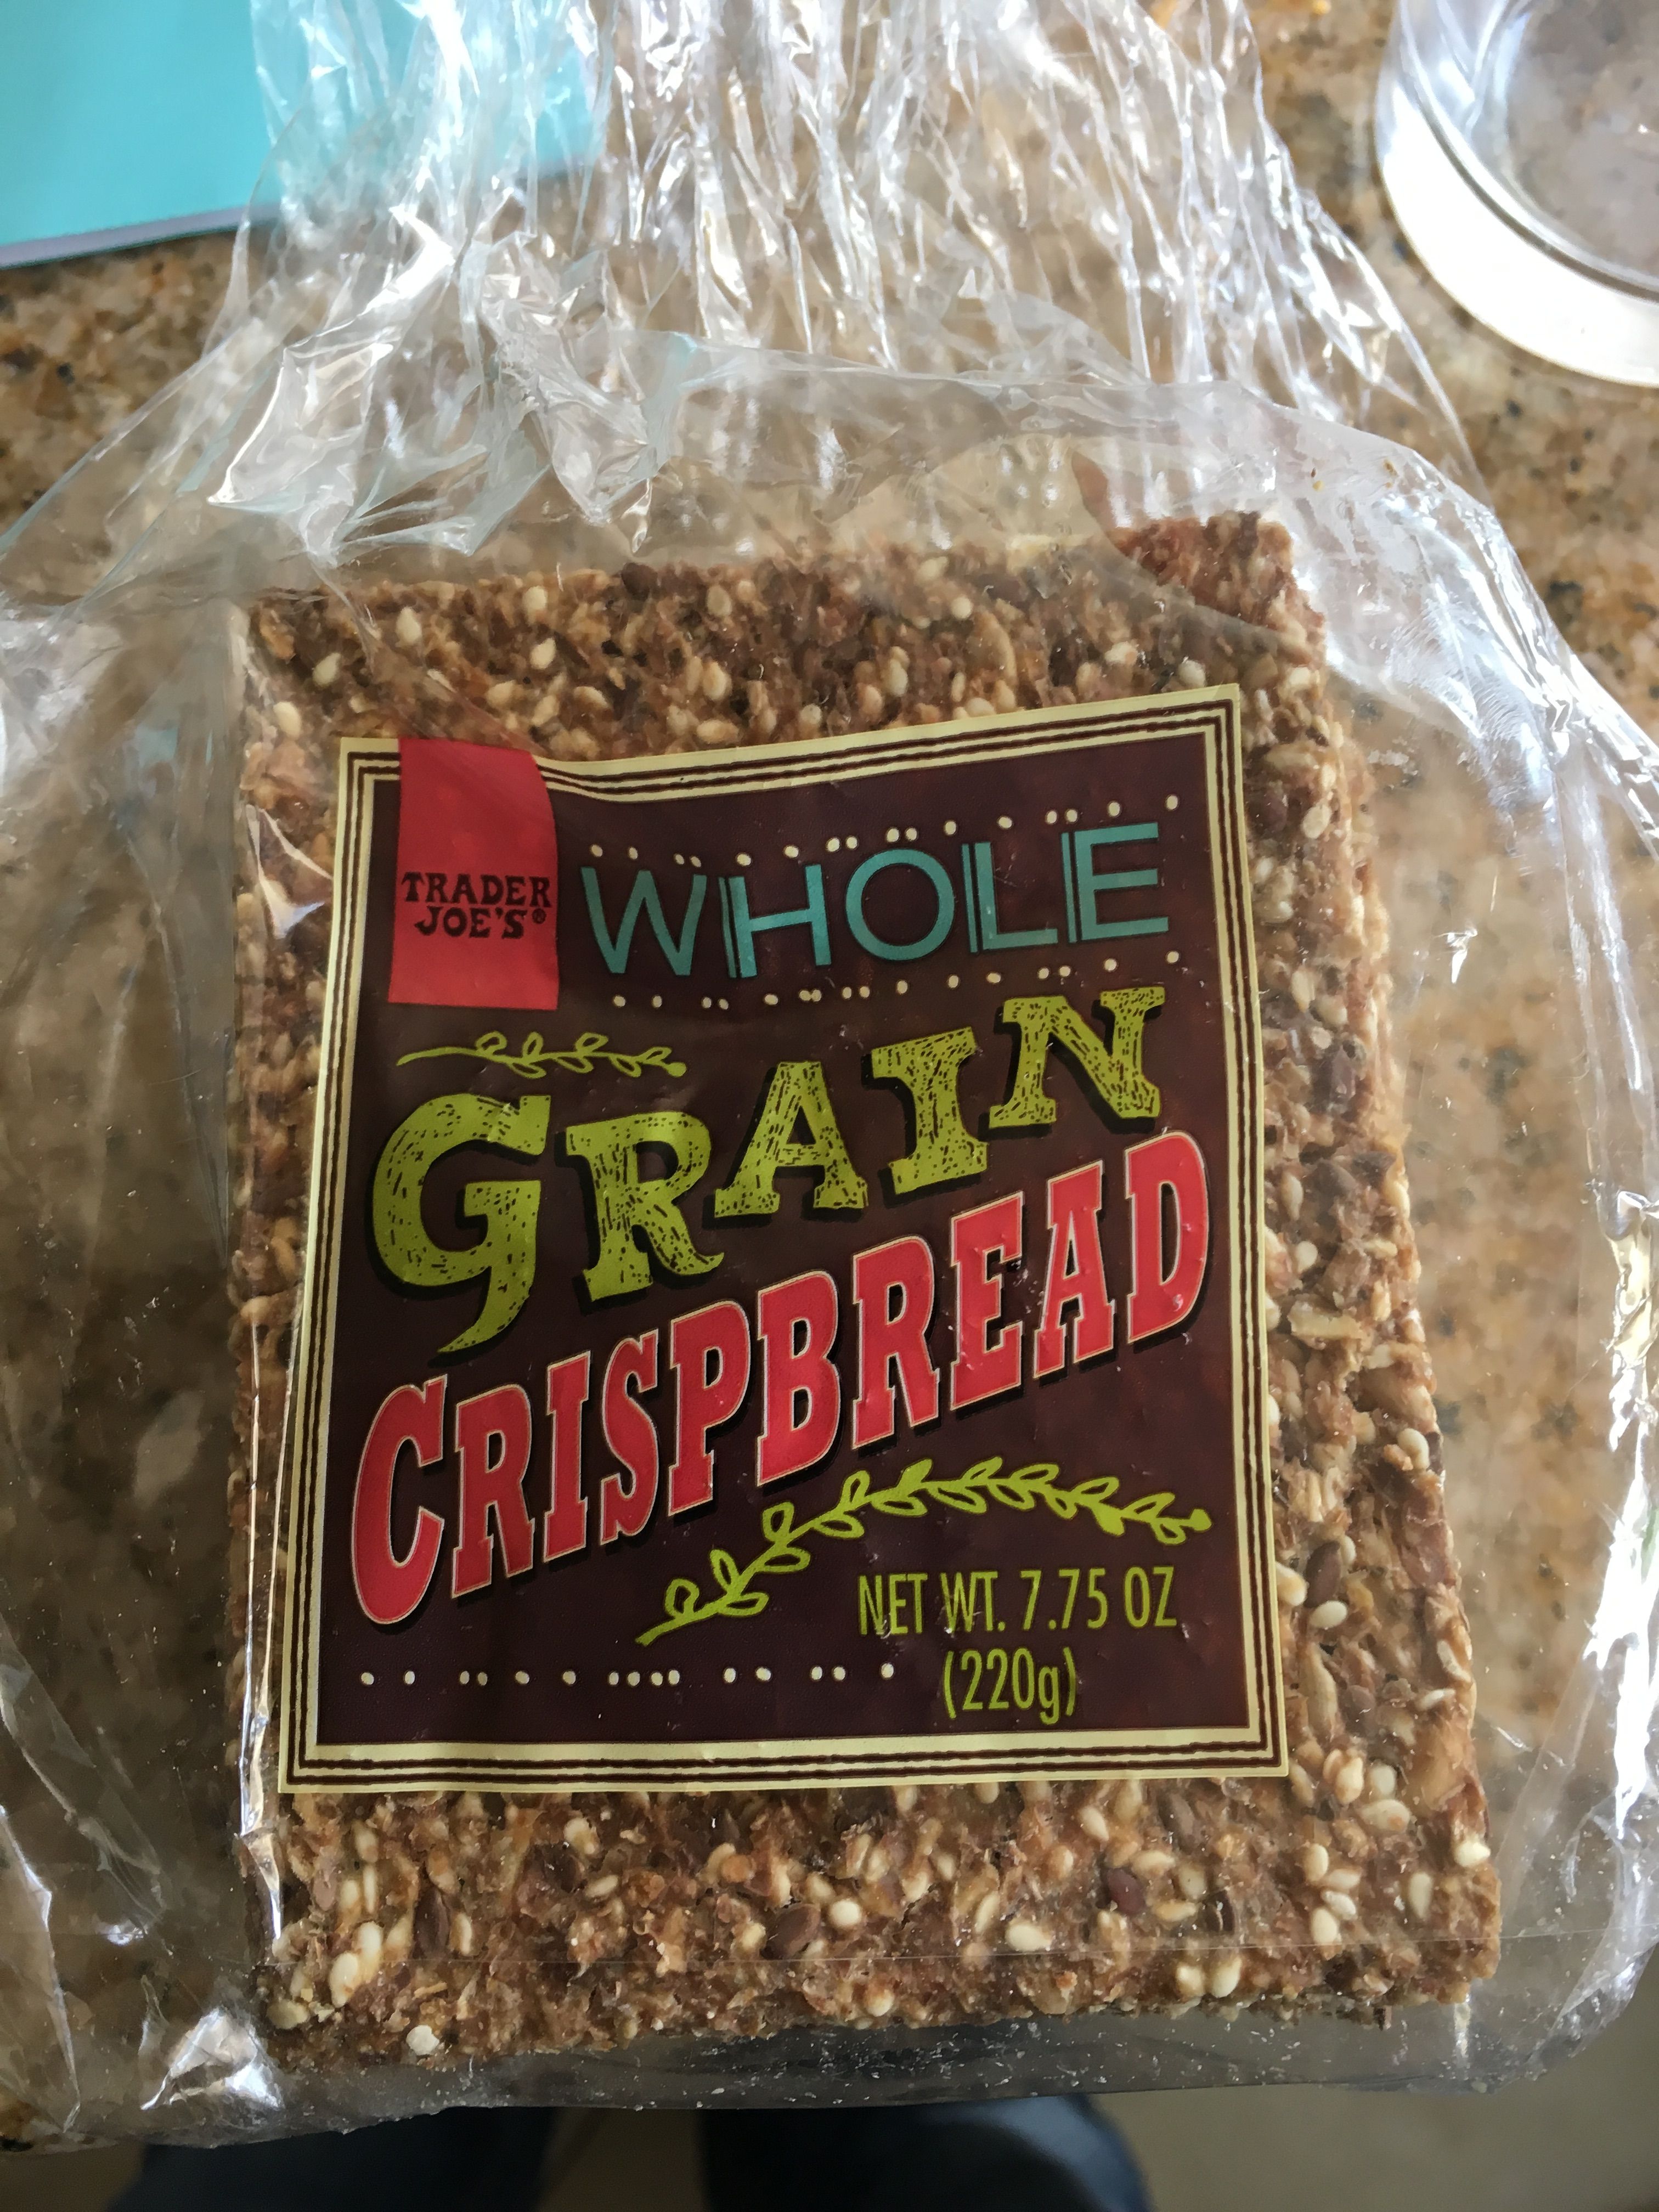 TRADER
JOE'S®
WHOLE
GRAIN
CRISPBREAD
NET WT. 7.75 OZ
(220g)